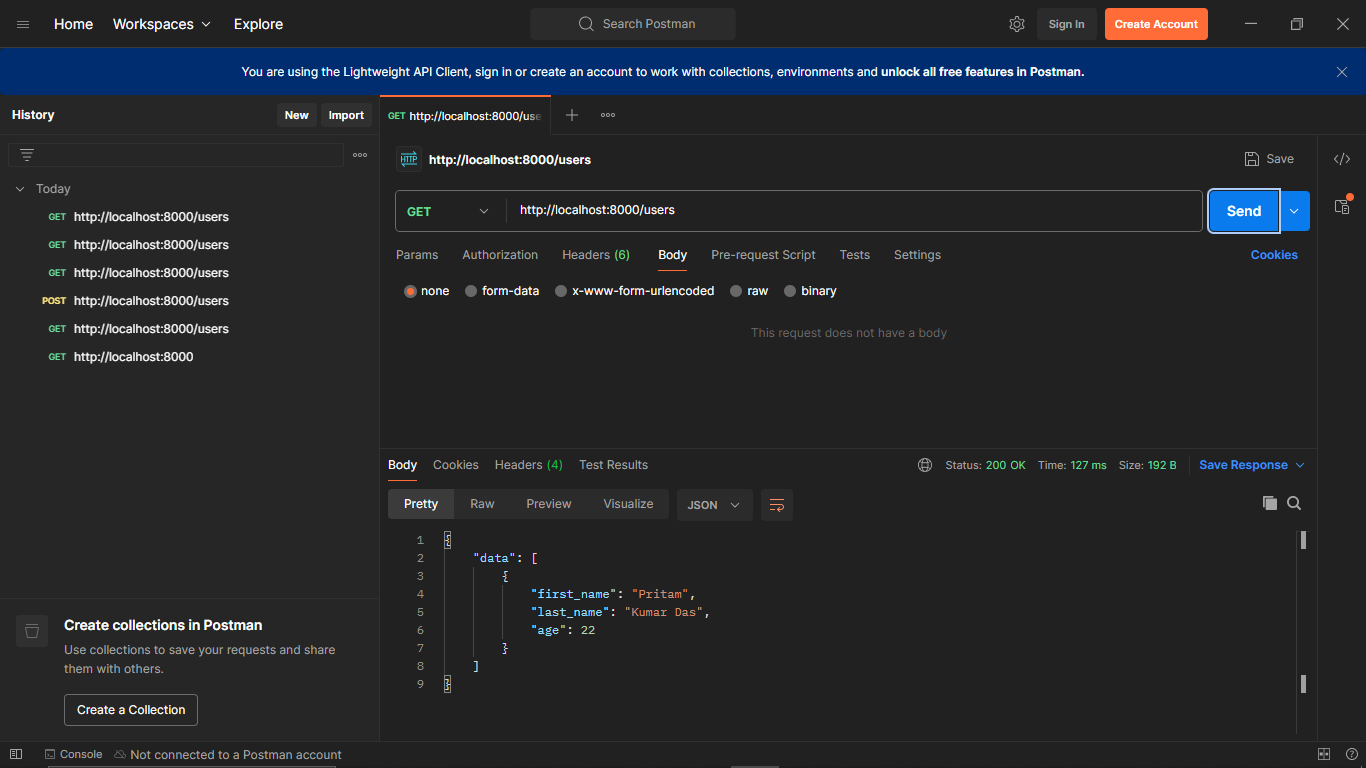 Home Workspaces Explore Search Postman Sign In Create Account
You are using the Lightweight API Client, sign in or create an account to work with collections, environments and unlock all free features in Postman.
History New Import
Today
GET http://localhost:8000/users
GET http://localhost:8000/users
GET http://localhost:8000/users
POST http://localhost:8000/users
GET http://localhost:8000/users
GET http://localhost:8000
Create collections in Postman
Use collections to save your requests and share
them with others.
Create a Collection
GET http://localhost:8000/use
HTTP http://localhost:8000/users Save
GET http://localhost:8000/users Send
Params Authorization Headers (6) Body Pre-request Script Tests Settings Cookies
none form-data x-www-form-urlencoded raw binary
This request does not have a body
Body Cookies Headers (4) Test Results Status: 200 OK Time: 127 ms Size: 192 B Save Response
Pretty Raw Preview Visualize JSON
1 {
2 "data": [
3 {
4 "first_name": "Pritam",
5 "last_name": "Kumar Das",
6 "age": 22
7 }
8 ]
9 }
Console Not connected to a Postman account